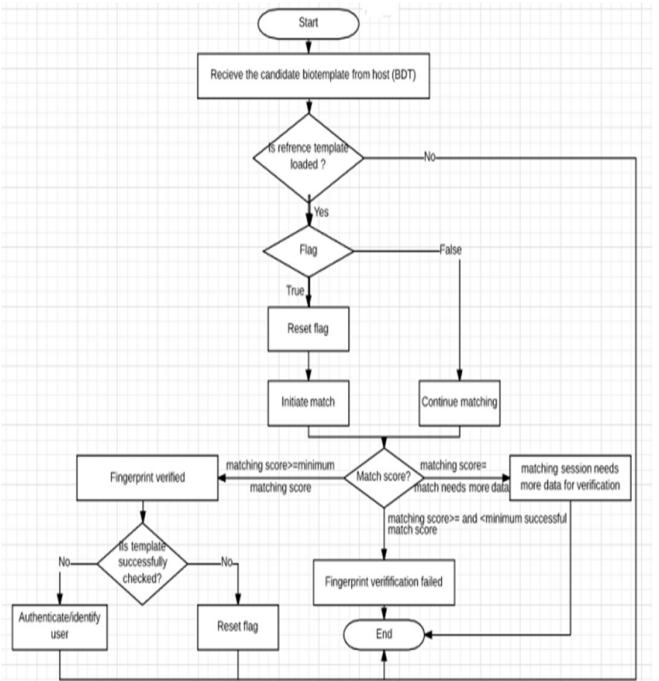 Start
Recieve the candidate biotemplate from host (BDT)
Is refrence template
loaded ?
No
Yes
Flag
False
True
Reset flag
Initiate match
Continue matching
matching score>=minimum
matching score
Match score?
matching score=
match needs more data
matching session needs
more data for verification
Fingerprint verified
matching score>= and <minimum successful
match score
IIs template
successfully
checked?
No
No
Fingerprint verifification failed
Authenticate/identify
user
Reset flag
End